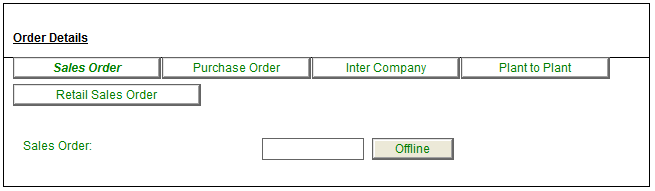 Order Details
Sales Order Purchase Order Inter Company Plant to Plant
Retail Sales Order
Sales Order: Offline